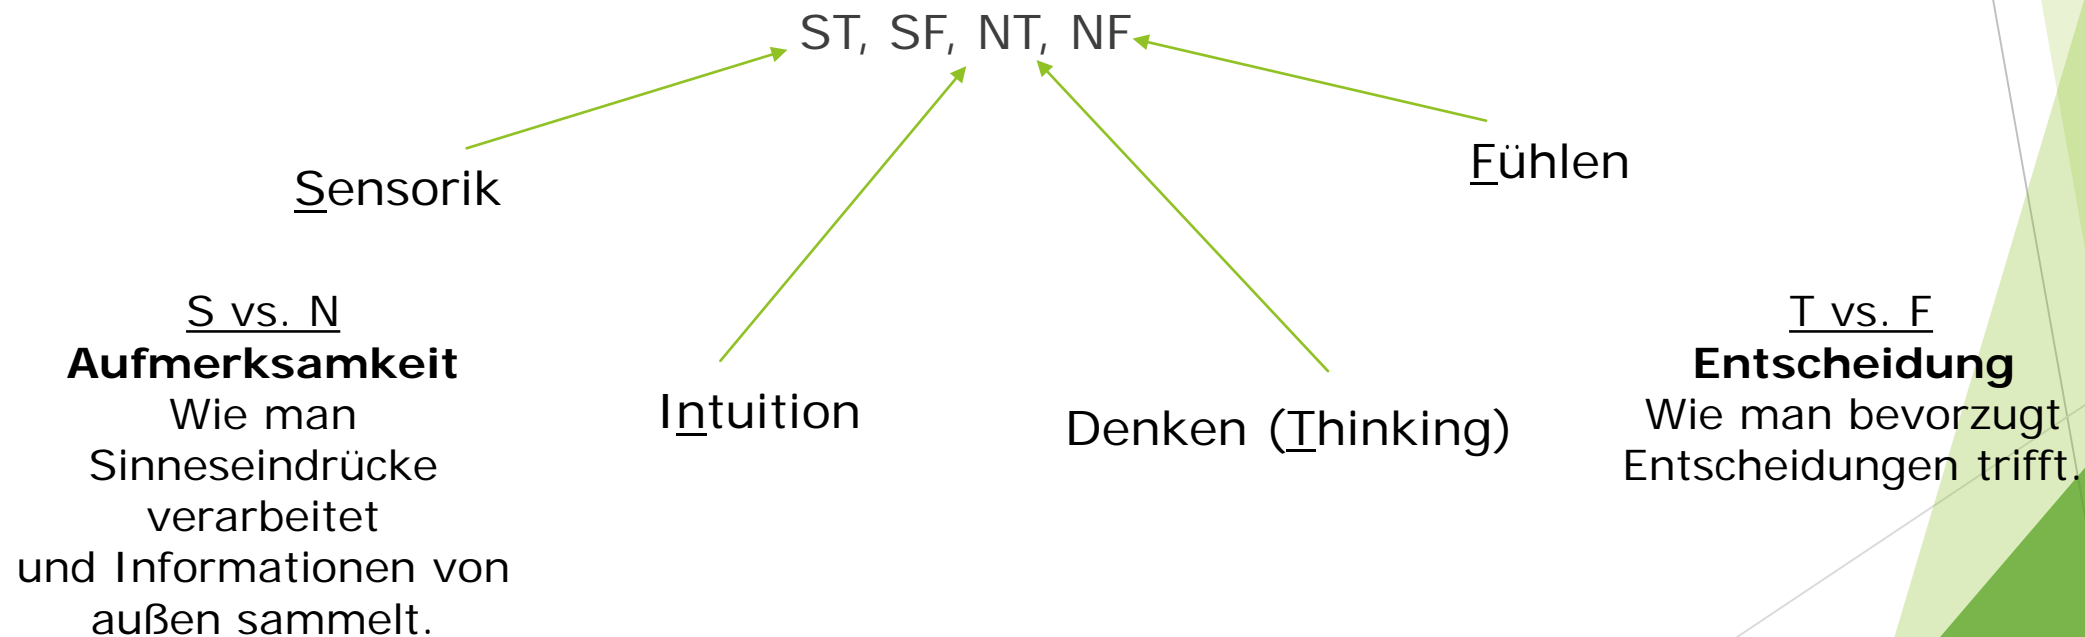 ST, SF, NT, NF
Sensorik
Fühlen
S vs. N
Aufmerksamkeit
Wie man
Sinneseindrücke
verarbeitet
und Informationen von
außen sammelt.
Intuition
Denken (Thinking)
T vs. F
Entscheidung
Wie man bevorzugt
Entscheidungen trifft.